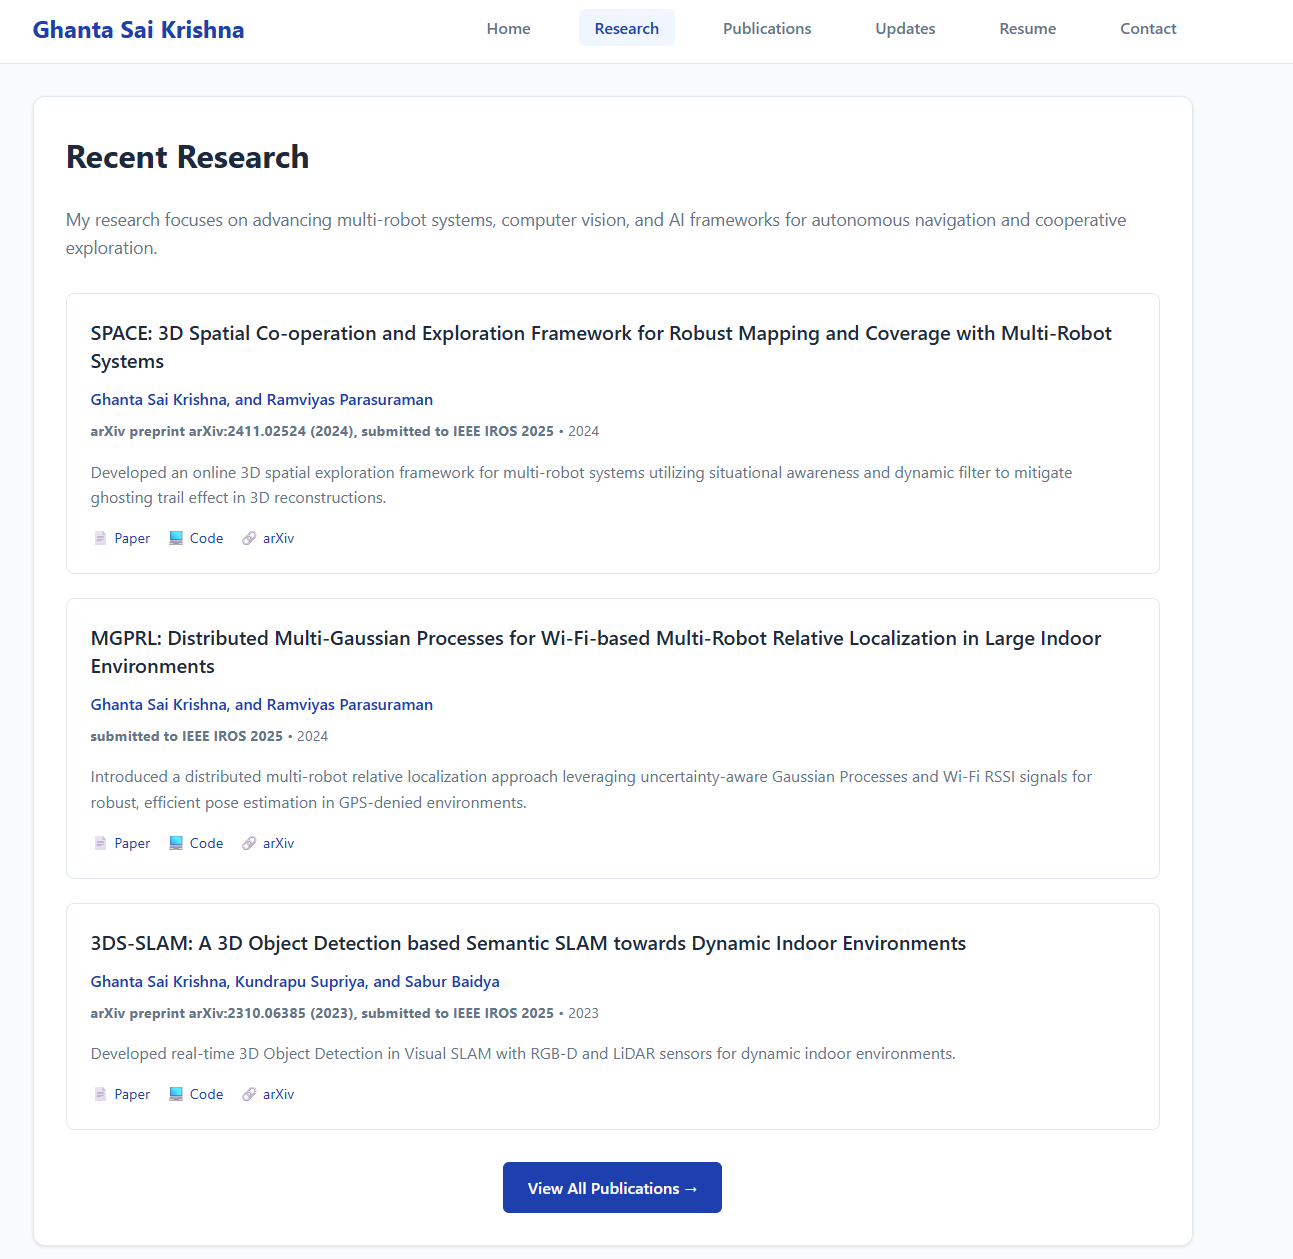 Ghanta Sai Krishna
Home
Research
Publications
Updates
Resume
Contact
Recent Research
My research focuses on advancing multi-robot systems, computer vision, and AI frameworks for autonomous navigation and cooperative
exploration.
SPACE: 3D Spatial Co-operation and Exploration Framework for Robust Mapping and Coverage with Multi-Robot
Systems
Ghanta Sai Krishna, and Ramviyas Parasuraman
arXiv preprint arXiv:2411.02524 (2024), submitted to IEEE IROS 2025 • 2024
Developed an online 3D spatial exploration framework for multi-robot systems utilizing situational awareness and dynamic filter to mitigate
ghosting trail effect in 3D reconstructions.
Paper Code arXiv
MGPRL: Distributed Multi-Gaussian Processes for Wi-Fi-based Multi-Robot Relative Localization in Large Indoor
Environments
Ghanta Sai Krishna, and Ramviyas Parasuraman
submitted to IEEE IROS 2025 • 2024
Introduced a distributed multi-robot relative localization approach leveraging uncertainty-aware Gaussian Processes and Wi-Fi RSSI signals for
robust, efficient pose estimation in GPS-denied environments.
Paper Code arXiv
3DS-SLAM: A 3D Object Detection based Semantic SLAM towards Dynamic Indoor Environments
Ghanta Sai Krishna, Kundrapu Supriya, and Sabur Baidya
arXiv preprint arXiv:2310.06385 (2023), submitted to IEEE IROS 2025 • 2023
Developed real-time 3D Object Detection in Visual SLAM with RGB-D and LiDAR sensors for dynamic indoor environments.
Paper Code arXiv
View All Publications →